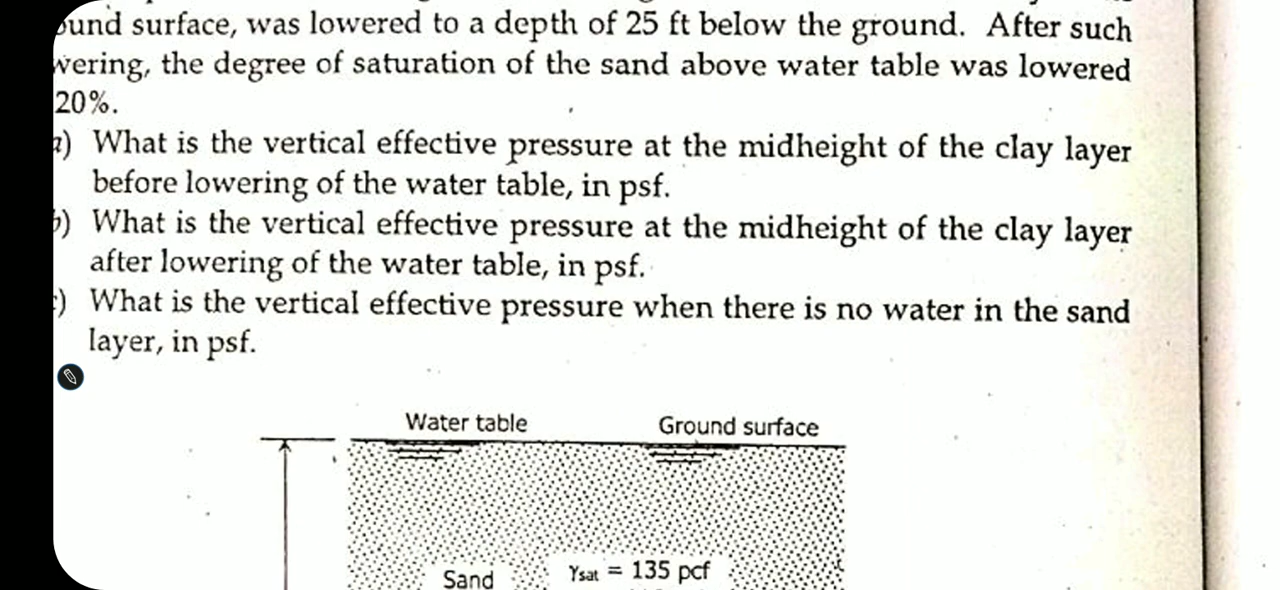 ound surface, was lowered to a depth of 25 ft below the ground. After such
wering, the degree of saturation of the sand above water table was lowered
20%.
a) What is the vertical effective pressure at the midheight of the clay layer
before lowering of the water table, in psf.
b) What is the vertical effective pressure at the midheight of the clay layer
after lowering of the water table, in psf.
c) What is the vertical effective pressure when there is no water in the sand
layer, in psf.
Water table Ground surface
Sand γsat = 135 pcf